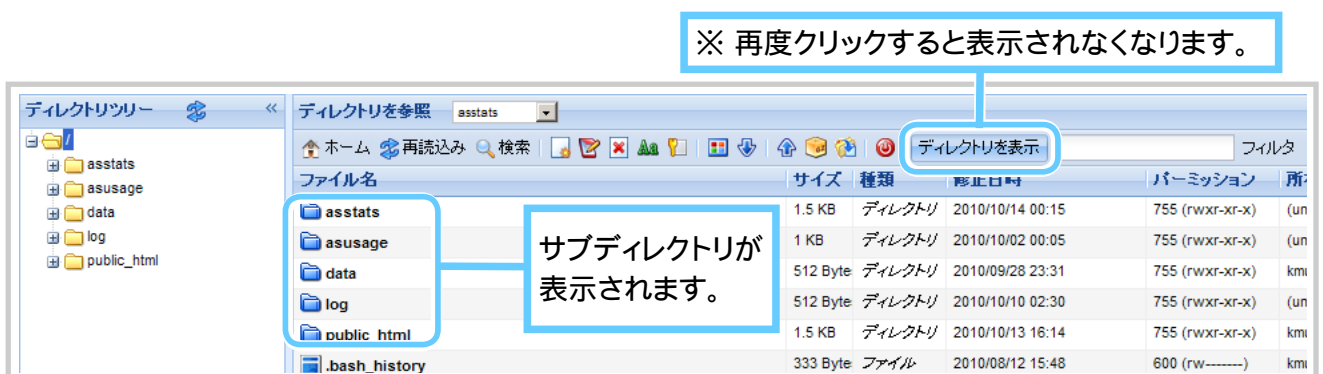 ※ 再度クリックすると表示されなくなります。
ディレクトリツリー
ディレクトリを参照 asstats
/
asstats
asusage
data
log
public_html
ホーム 再読込み 検索 Aa ディレクトリを表示 フィルタ
ファイル名 サイズ 種類 修正日時 パーミッション 所
asstats 1.5 KB ディレクトリ 2010/10/14 00:15 755 (rwxr-xr-x) (un
asusage 1 KB ディレクトリ 2010/10/02 00:05 755 (rwxr-xr-x) (un
data 512 Byte ディレクトリ 2010/09/28 23:31 755 (rwxr-xr-x) kmu
log 512 Byte ディレクトリ 2010/10/10 02:30 755 (rwxr-xr-x) (un
public_html 1.5 KB ディレクトリ 2010/10/13 16:14 755 (rwxr-xr-x) kmu
.bash_history 333 Byte ファイル 2010/08/12 15:48 600 (rw-------) kmu
サブディレクトリが
表示されます。